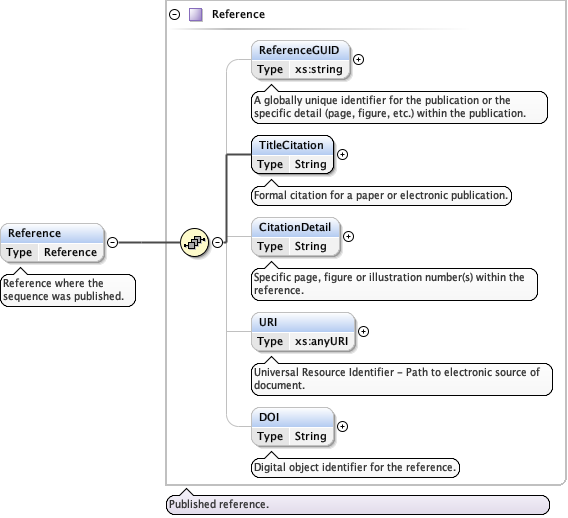 Reference
ReferenceGUID
Type xs:string
A globally unique identifier for the publication or the
specific detail (page, figure, etc.) within the publication.
TitleCitation
Type String
Formal citation for a paper or electronic publication.
Reference
Type Reference
Reference where the
sequence was published.
CitationDetail
Type String
Specific page, figure or illustration number(s) within the
reference.
URI
Type xs:anyURI
Universal Resource Identifier - Path to electronic source of
document.
DOI
Type String
Digital object identifier for the reference.
Published reference.